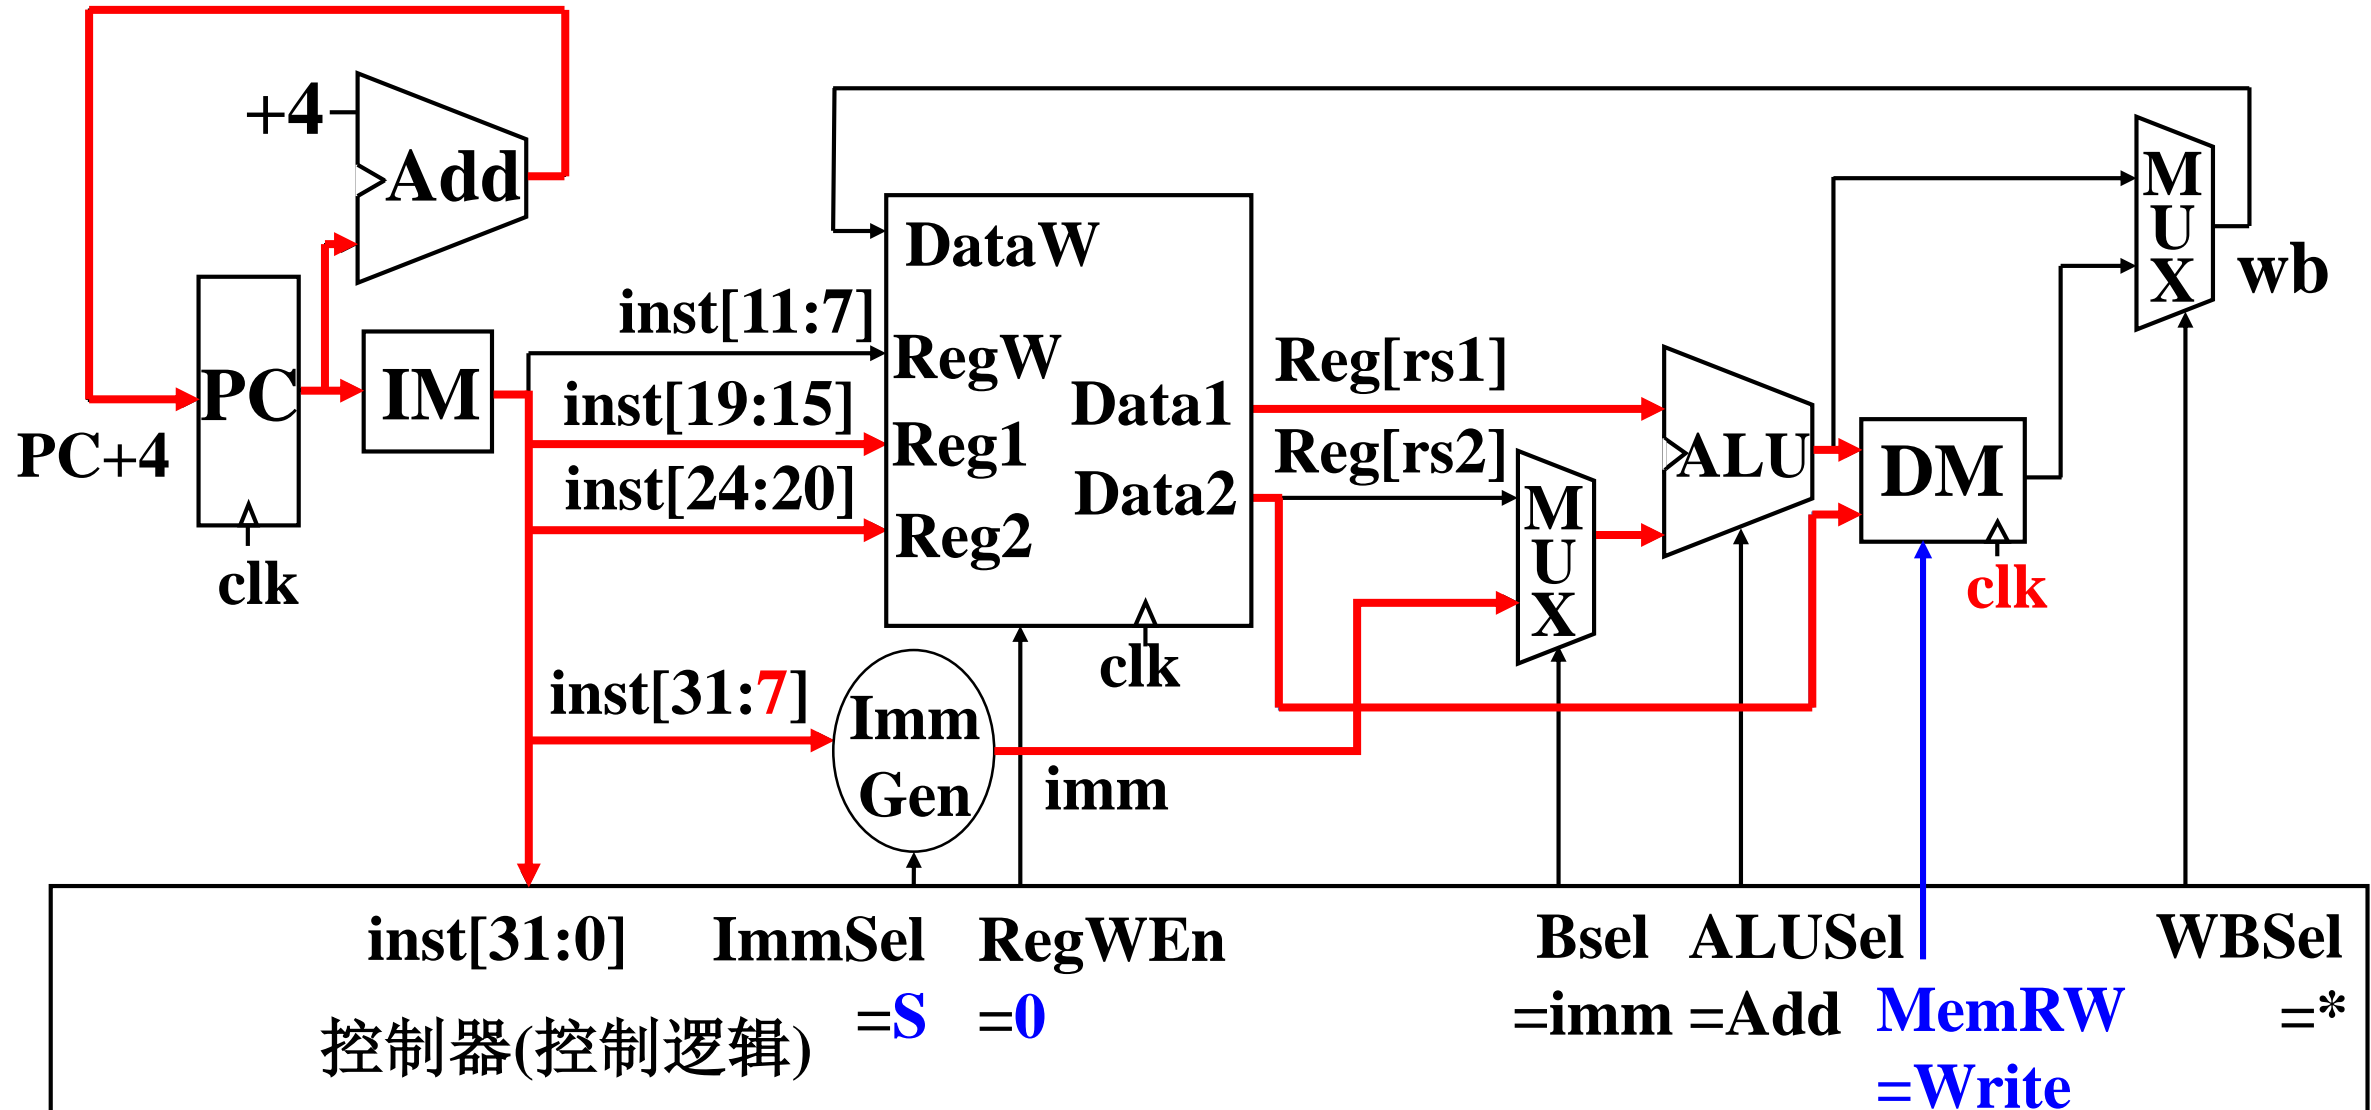 +4
Add
PC
IM
PC+4
clk
inst[11:7]
inst[19:15]
inst[24:20]
inst[31:7]
DataW
RegW
Reg1
Reg2
Data1
Data2
clk
Imm
Gen
imm
Reg[rs1]
Reg[rs2]
MUX
ALU
DM
clk
MUX
wb
inst[31:0]
ImmSel
=S
RegWEn
=0
Bsel
=imm
ALUSel
=Add
MemRW
=Write
WBSel
=*
控制器(控制逻辑)